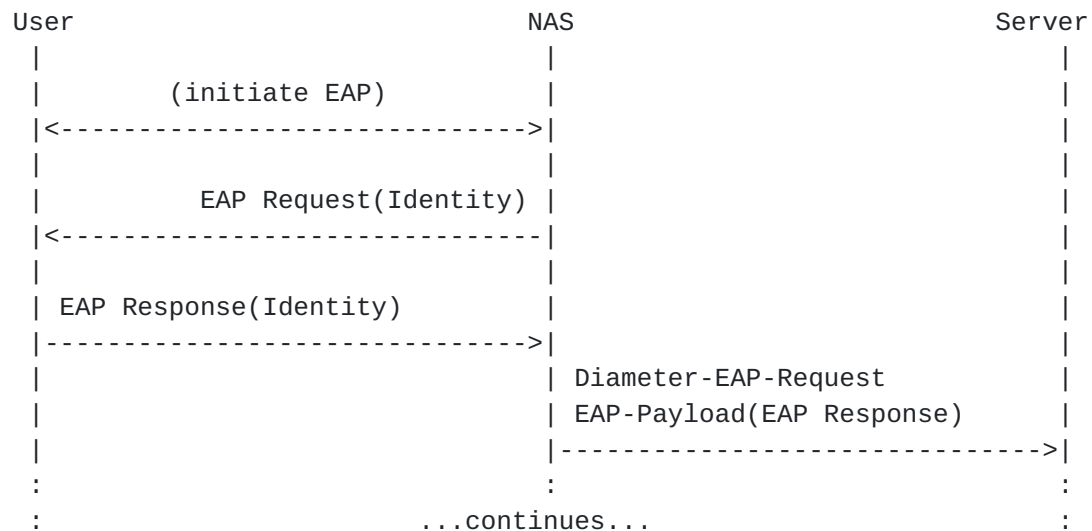 User                             NAS                           Server
 |                                |                                |
 |        (initiate EAP)          |                                |
 |<------------------------------>|                                |
 |                                |                                |
 |          EAP Request(Identity) |                                |
 |<-------------------------------|                                |
 |                                |                                |
 | EAP Response(Identity)         |                                |
 |------------------------------->|                                |
 |                                | Diameter-EAP-Request           |
 |                                | EAP-Payload(EAP Response)      |
 |                                |------------------------------->|
 :                                :                                :
 :                        ...continues...                          :